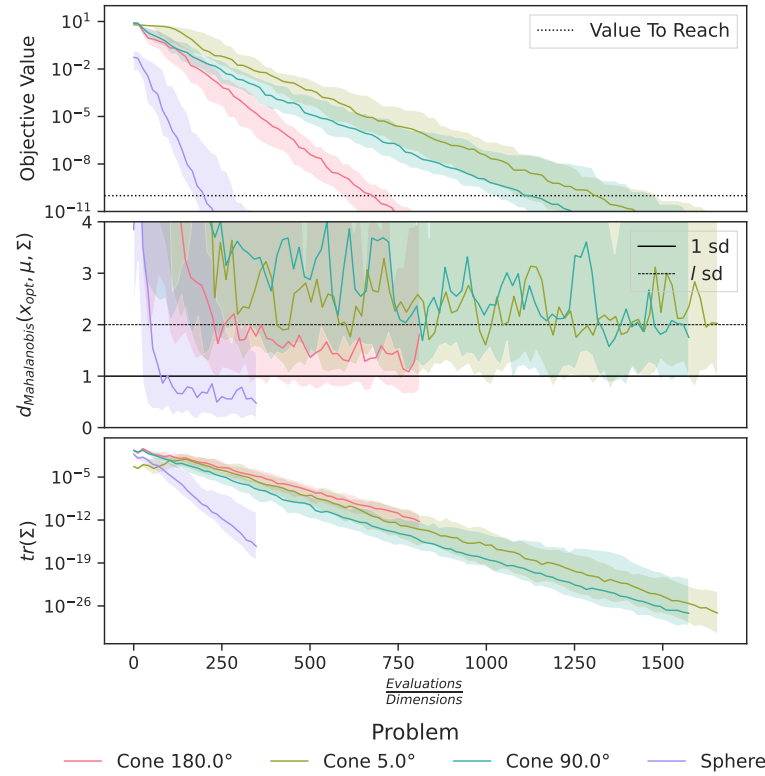 Objective Value
10¹
10⁻²
10⁻⁵
10⁻⁸
10⁻¹¹
Value To Reach
d_Mahalanobis(x_opt, μ, Σ)
4
3
2
1
0
1 sd
l sd
tr(Σ)
10⁻⁵
10⁻¹²
10⁻¹⁹
10⁻²⁶
0 250 500 750 1000 1250 1500
Evaluations
Dimensions
Problem
Cone 180.0° Cone 5.0° Cone 90.0° Sphere